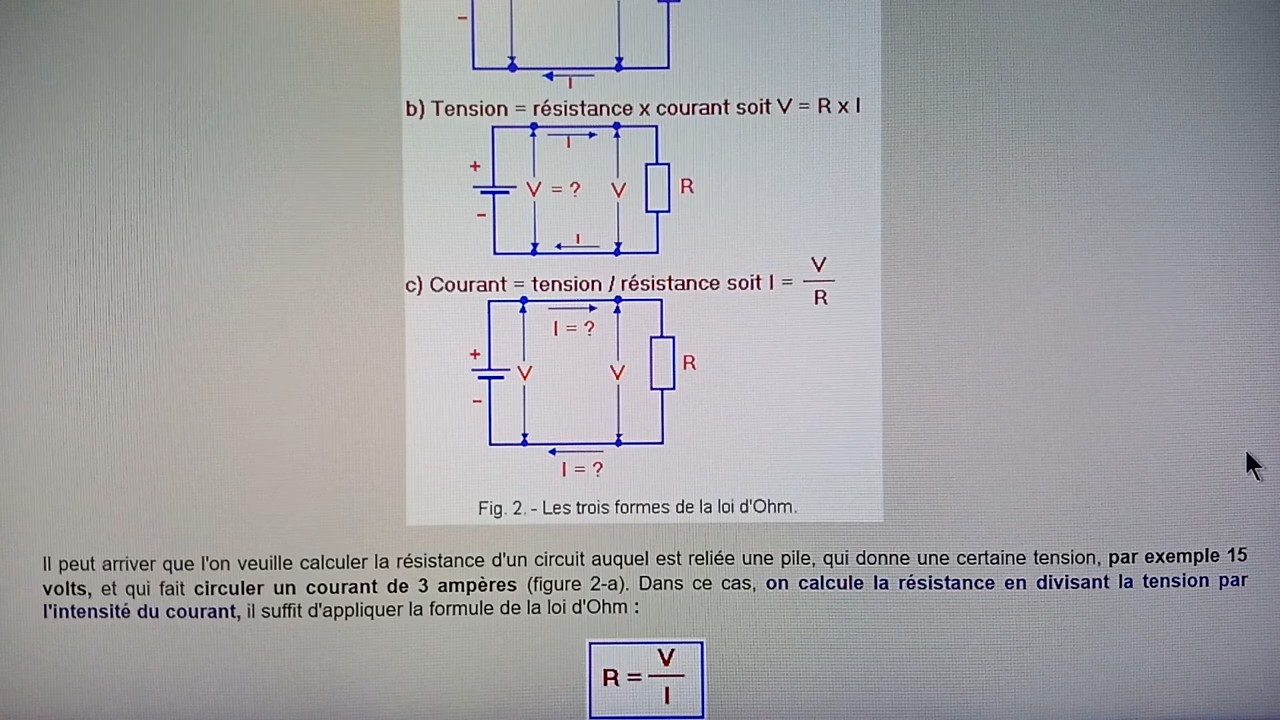 -
I
b) Tension = résistance x courant soit V = R x I
I
+
V = ?
V
R
-
I
c) Courant = tension / résistance soit I = V
R
I = ?
+
V
V
R
-
I = ?
Fig. 2. - Les trois formes de la loi d'Ohm.
Il peut arriver que l'on veuille calculer la résistance d'un circuit auquel est reliée une pile, qui donne une certaine tension, par exemple 15
volts, et qui fait circuler un courant de 3 ampères (figure 2-a). Dans ce cas, on calcule la résistance en divisant la tension par
l'intensité du courant, il suffit d'appliquer la formule de la loi d'Ohm :
R = V
I